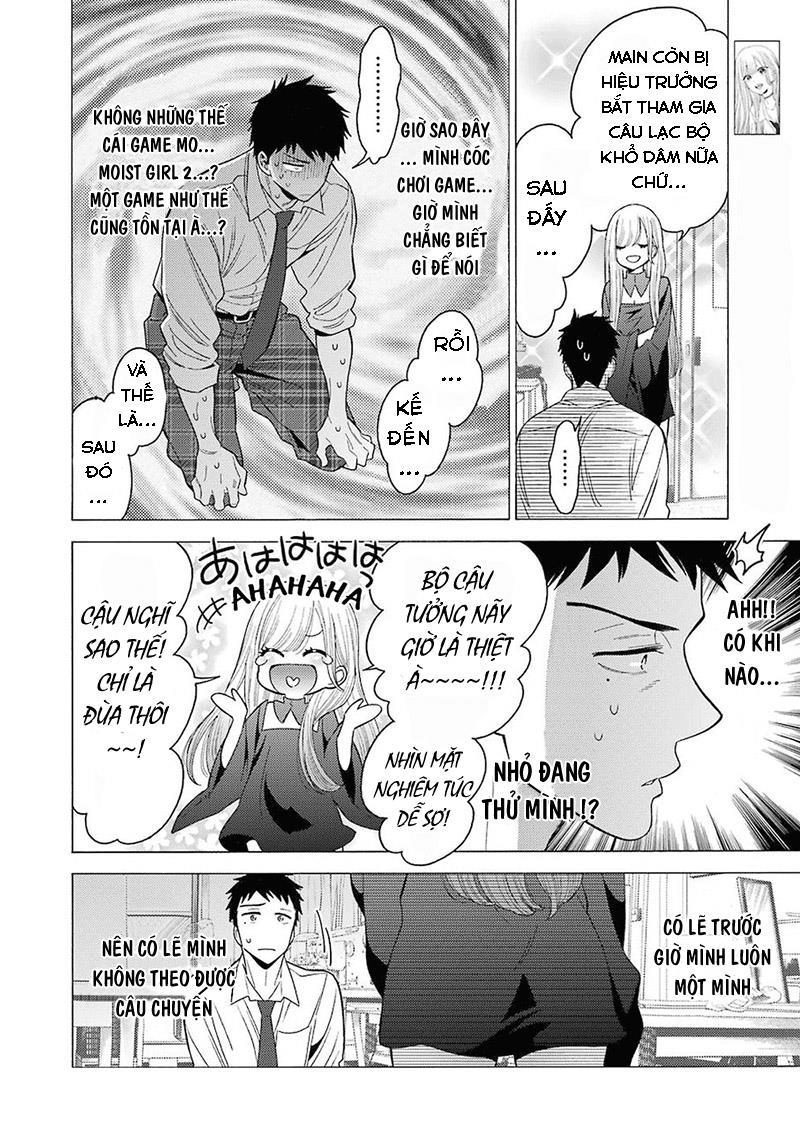 MAIN CÒN BỊ
HIỆU TRƯỞNG
BẮT THAM GIA
CÂU LẠC BỘ
KHỔ DÂM NỮA
CHỨ...
SAU
ĐẤY
...
........
........
GIỜ SAO ĐÂY
... MÌNH CÓC
CHƠI GAME...
GIỜ MÌNH
CHẲNG BIẾT
GÌ ĐỂ NÓI
KHÔNG NHỮNG THẾ
CÁI GAME MO...
MOIST GIRL 2...?
MỘT GAME NHƯ THẾ
CŨNG TỒN TẠI À...?
RỒI
...
KẾ
ĐẾN
...
VÀ
THẾ
LÀ...
SAU
ĐÓ
...
AHH!!
CÓ KHI
NÀO...
NHỎ ĐANG
THỬ MÌNH !?
BỘ CẬU
TƯỞNG NÃY
GIỜ LÀ THIỆT
À~~~~!!!
NHÌN MẶT
NGHIÊM TÚC
DỄ SỢ!
あははははっ
AHAHAHA
CẬU NGHĨ
SAO THẾ!
CHỈ LÀ
ĐÙA THÔI
~~!
CÓ LẼ TRƯỚC
GIỜ MÌNH LUÔN
MỘT MÌNH
NÊN CÓ LẼ MÌNH
KHÔNG THEO ĐƯỢC
CÂU CHUYỆN